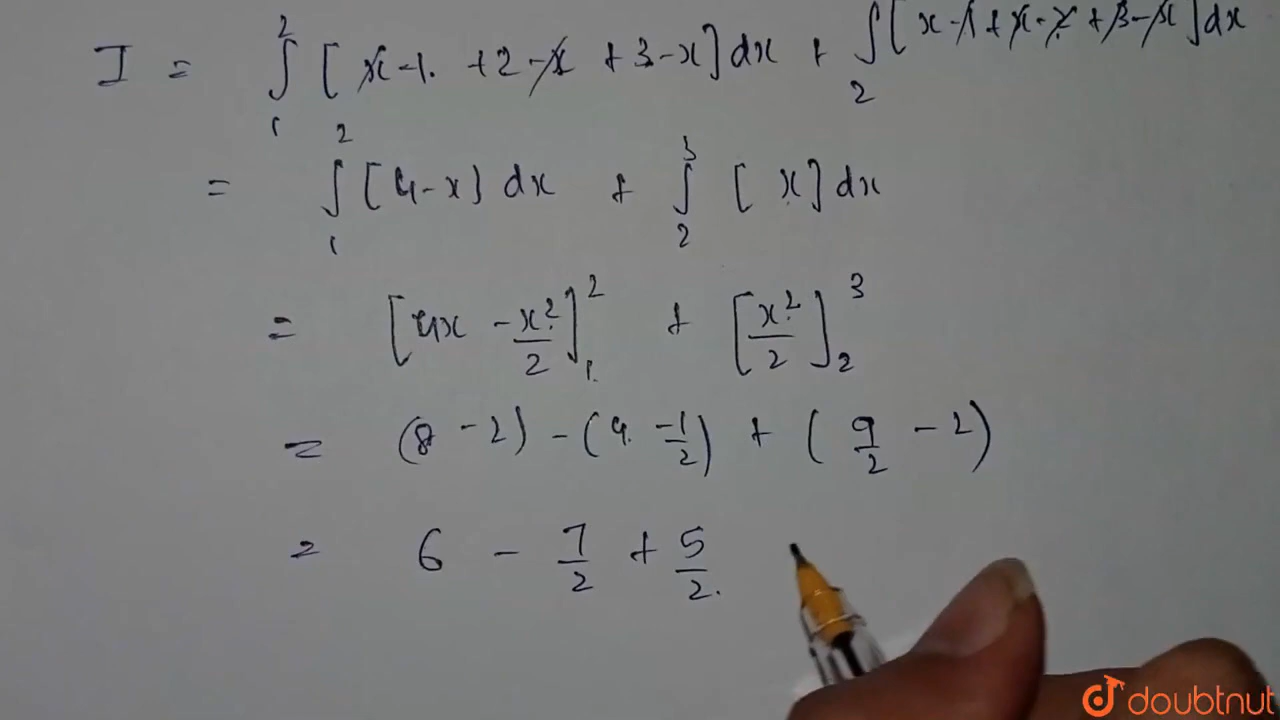 I = ∫₁² [x-1 + 2-x + 3-x] dx + ∫₂ [x-1+x-2+3-x] dx
= ∫₁² [4-x] dx + ∫₂³ [x] dx
= [4x - x²/2]₁² + [x²/2]₂³
= (8-2) - (4-1/2) + (9/2 - 2)
= 6 - 7/2 + 5/2.
doubtnut